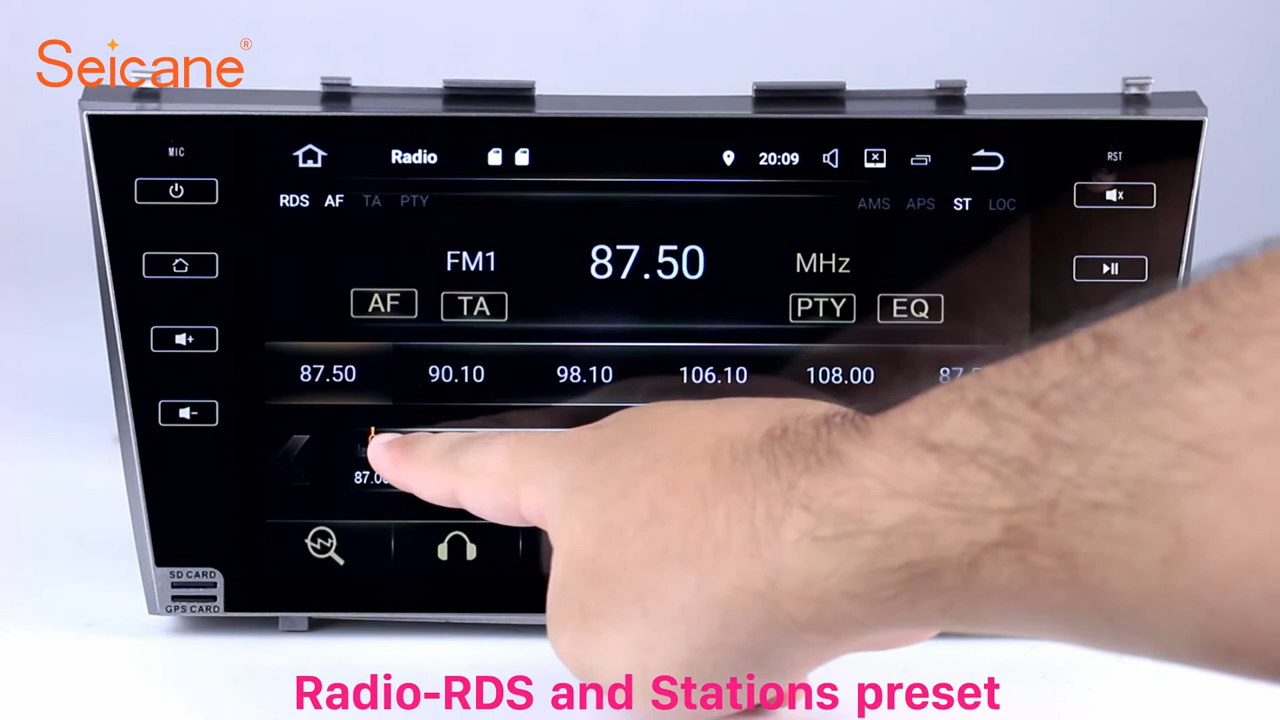 Seicane®
MIC
Radio
20:09
RST
RDS AF TA PTY
AMS APS ST LOC
FM1 87.50 MHz
AF TA PTY EQ
87.50 90.10 98.10 106.10 108.00
SD CARD
GPS CARD
Radio-RDS and Stations preset